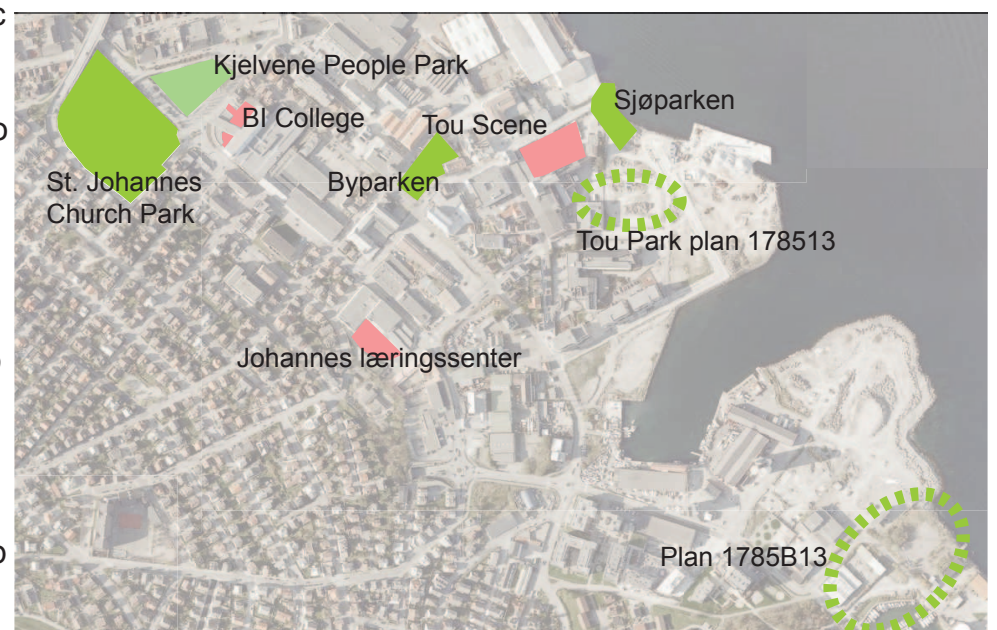 c
Kjelvene People Park
Sjøparken
BI College
Tou Scene
St. Johannes
Church Park
Byparken
Tou Park plan 178513
Johannes læringssenter
Plan 1785B13